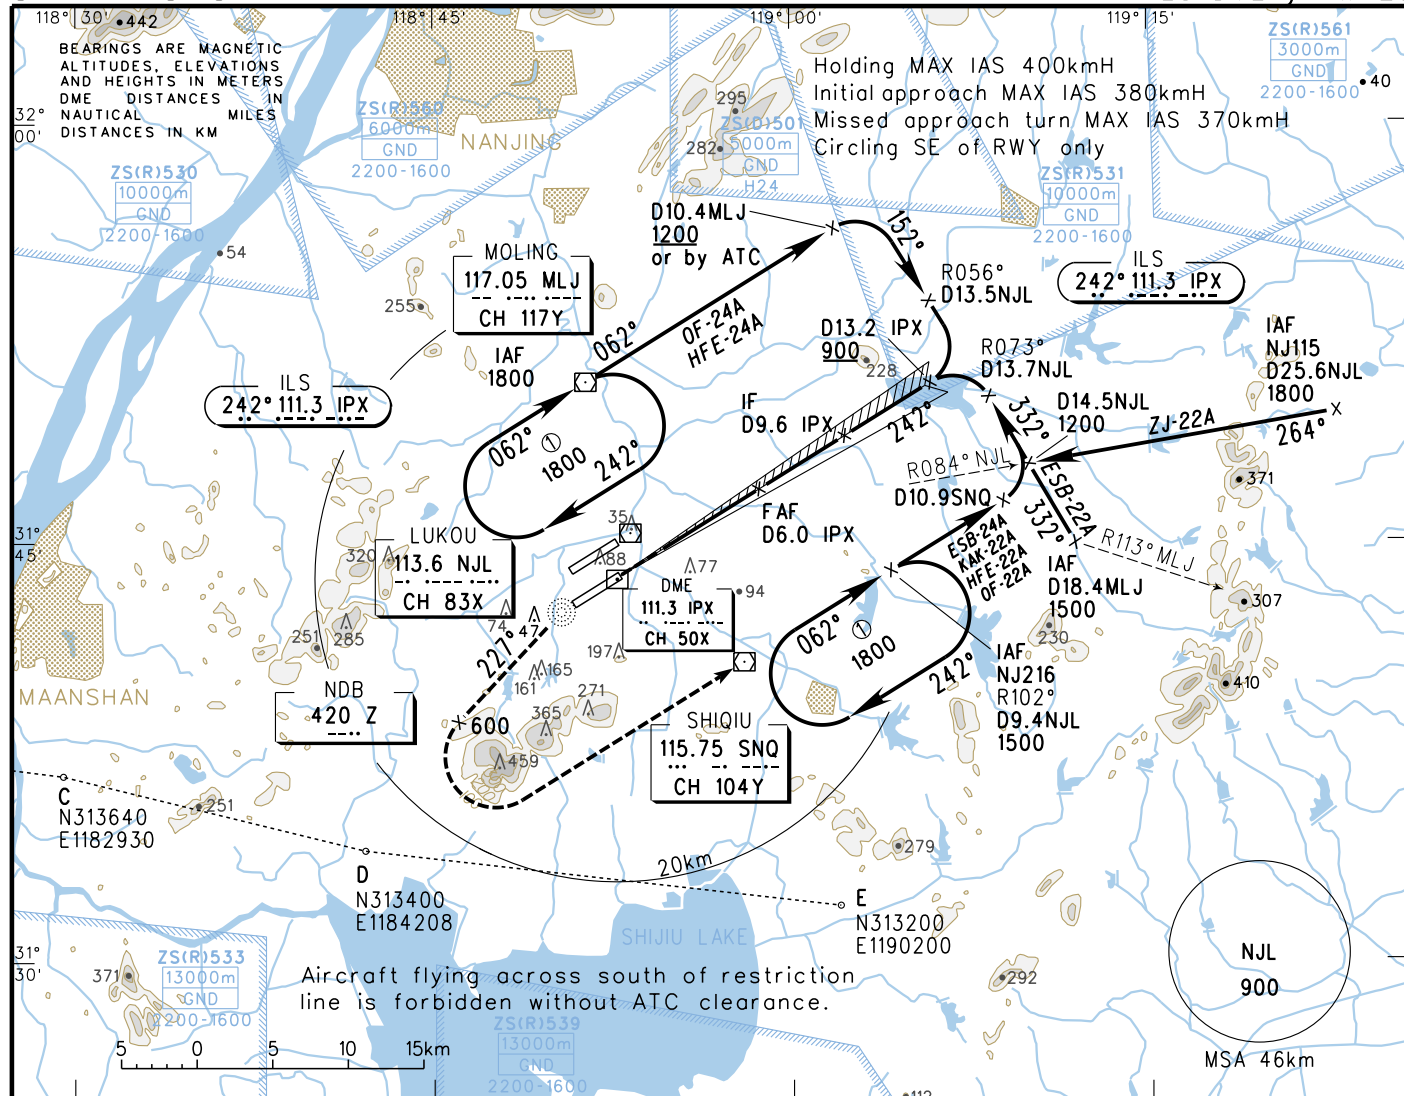 118° 30'
118° 45'
119° 00'
119° 15'
442
BEARINGS ARE MAGNETIC
ALTITUDES, ELEVATIONS
AND HEIGHTS IN METERS
DME DISTANCES IN
NAUTICAL MILES
DISTANCES IN KM
32°
00'
ZS(R)560
6000m
GND
2200-1600
NANJING
295
282
ZS(D)501
5000m
GND
H24
Holding MAX IAS 400kmH
Initial approach MAX IAS 380kmH
Missed approach turn MAX IAS 370kmH
Circling SE of RWY only
ZS(R)561
3000m
GND
2200-1600
40
ZS(R)530
10000m
GND
2200-1600
54
ZS(R)531
10000m
GND
2200-1600
D10.4MLJ
1200
or by ATC
152°
MOLING
117.05 MLJ
CH 117Y
255
R056°
D13.5NJL
ILS
242° 111.3 IPX
062°
OF-24A
HFE-24A
D13.2 IPX
900
228
IAF
1800
R073°
D13.7NJL
IAF
NJ115
D25.6NJL
1800
ILS
242° 111.3 IPX
IF
D9.6 IPX
242°
332°
D14.5NJL
1200
ZJ-22A
264°
062°
1
1800
242°
R084° NJL
D10.9SNQ
ESB-22A
332°
371
31°
45'
FAF
D6.0 IPX
ESB-24A
KAK-22A
HFE-22A
OF-22A
R113° MLJ
35
88
77
94
320
LUKOU
113.6 NJL
CH 83X
DME
111.3 IPX
CH 50X
IAF
D18.4MLJ
1500
307
251
285
74
47
227°
197
165
161
062°
1
1800
242°
230
IAF
NJ216
R102°
D9.4NJL
1500
410
MAANSHAN
NDB
420 Z
600
271
365
459
SHIQIU
115.75 SNQ
CH 104Y
C
N313640
E1182930
251
D
N313400
E1184208
20km
279
E
N313200
E1190200
SHIJIU LAKE
NJL
900
MSA 46km
31°
30'
371
ZS(R)533
13000m
GND
2200-1600
Aircraft flying across south of restriction
line is forbidden without ATC clearance.
292
ZS(R)539
13000m
GND
2200-1600
5 0 5 10 15km